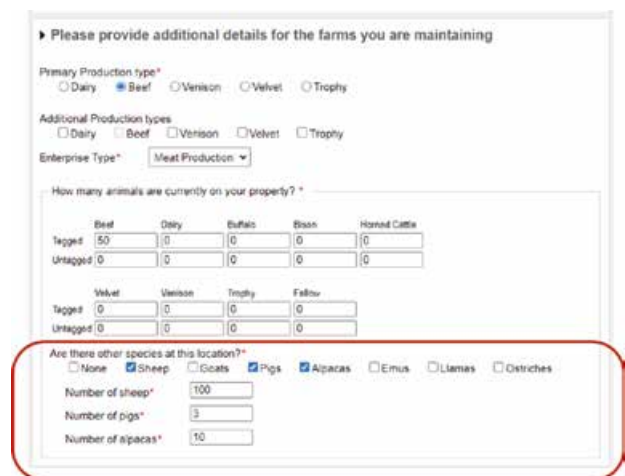 Please provide additional details for the farms you are maintaining
Primary Production type*
Dairy Beef Venison Velvet Trophy
Additional Production types
Dairy Beef Venison Velvet Trophy
Enterprise Type* Meat Production
How many animals are currently on your property? *
Beef Dairy Buffalo Bison Horned Cattle
Tagged 50 0 0 0 0
Untagged 0 0 0 0 0
Velvet Venison Trophy Fallow
Tagged 0 0 0 0
Untagged 0 0 0 0
Are there other species at this location?*
None Sheep Goats Pigs Alpacas Emus Llamas Ostriches
Number of sheep* 100
Number of pigs* 3
Number of alpacas* 10